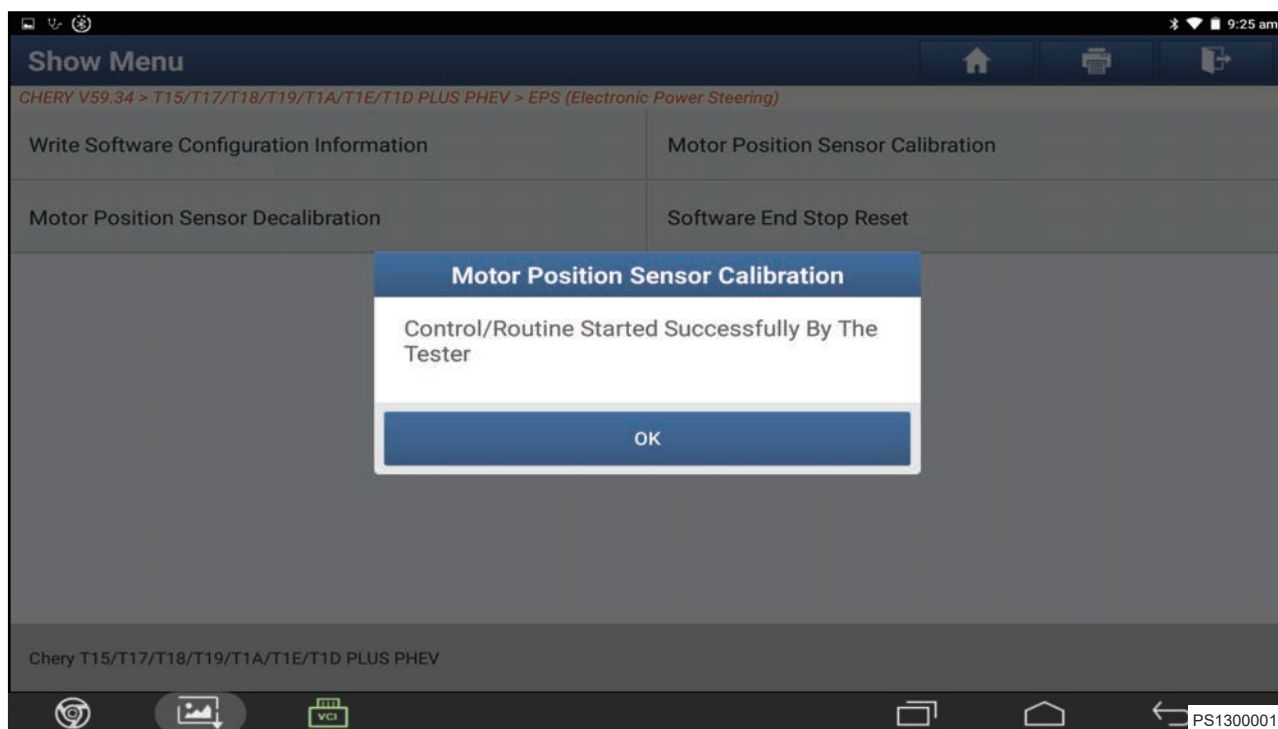 9:25 am
Show Menu
CHERY V59.34 > T15/T17/T18/T19/T1A/T1E/T1D PLUS PHEV > EPS (Electronic Power Steering)
Write Software Configuration Information
Motor Position Sensor Calibration
Motor Position Sensor Decalibration
Software End Stop Reset
Motor Position Sensor Calibration
Control/Routine Started Successfully By The
Tester
OK
Chery T15/T17/T18/T19/T1A/T1E/T1D PLUS PHEV
VCI
PS1300001